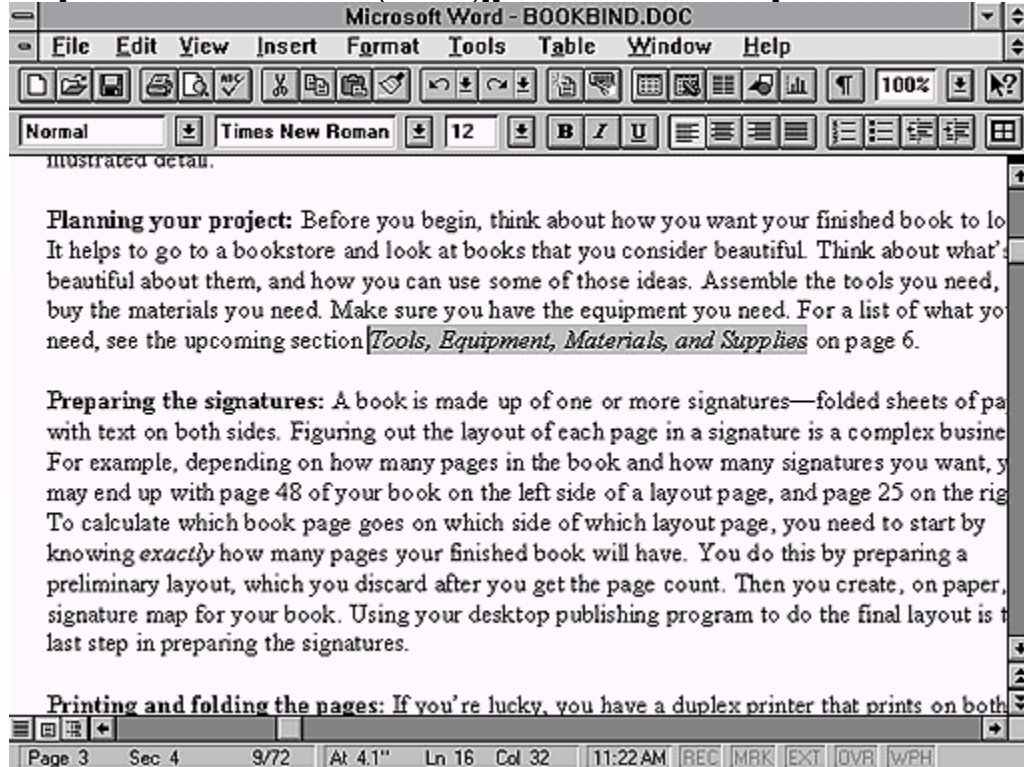 Microsoft Word - BOOKBIND.DOC
File Edit View Insert Format Tools Table Window Help
ABC 100% ?
Normal Times New Roman 12 B I U
illustrated detail.
Planning your project: Before you begin, think about how you want your finished book to lo
It helps to go to a bookstore and look at books that you consider beautiful. Think about what's
beautiful about them, and how you can use some of those ideas. Assemble the tools you need,
buy the materials you need. Make sure you have the equipment you need. For a list of what yo
need, see the upcoming section Tools, Equipment, Materials, and Supplies on page 6.
Preparing the signatures: A book is made up of one or more signatures—folded sheets of pa
with text on both sides. Figuring out the layout of each page in a signature is a complex busine
For example, depending on how many pages in the book and how many signatures you want, y
may end up with page 48 of your book on the left side of a layout page, and page 25 on the rig
To calculate which book page goes on which side of which layout page, you need to start by
knowing exactly how many pages your finished book will have. You do this by preparing a
preliminary layout, which you discard after you get the page count. Then you create, on paper,
signature map for your book. Using your desktop publishing program to do the final layout is t
last step in preparing the signatures.
Printing and folding the pages: If you're lucky, you have a duplex printer that prints on both
Page 3 Sec 4 9/72 At 4.1" Ln 16 Col 32 11:22 AM REC MRK EXT OVR WPH